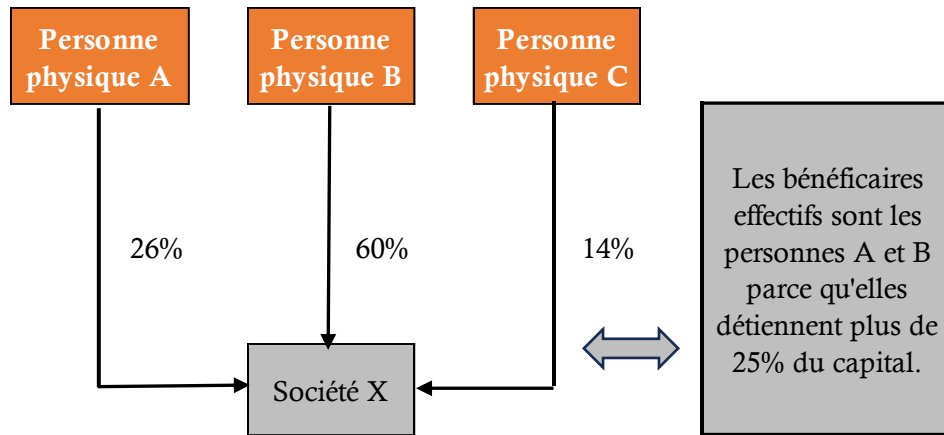 Personne
physique A
Personne
physique B
Personne
physique C
26%
60%
14%
Société X
Les bénéficaires
effectifs sont les
personnes A et B
parce qu'elles
détiennent plus de
25% du capital.